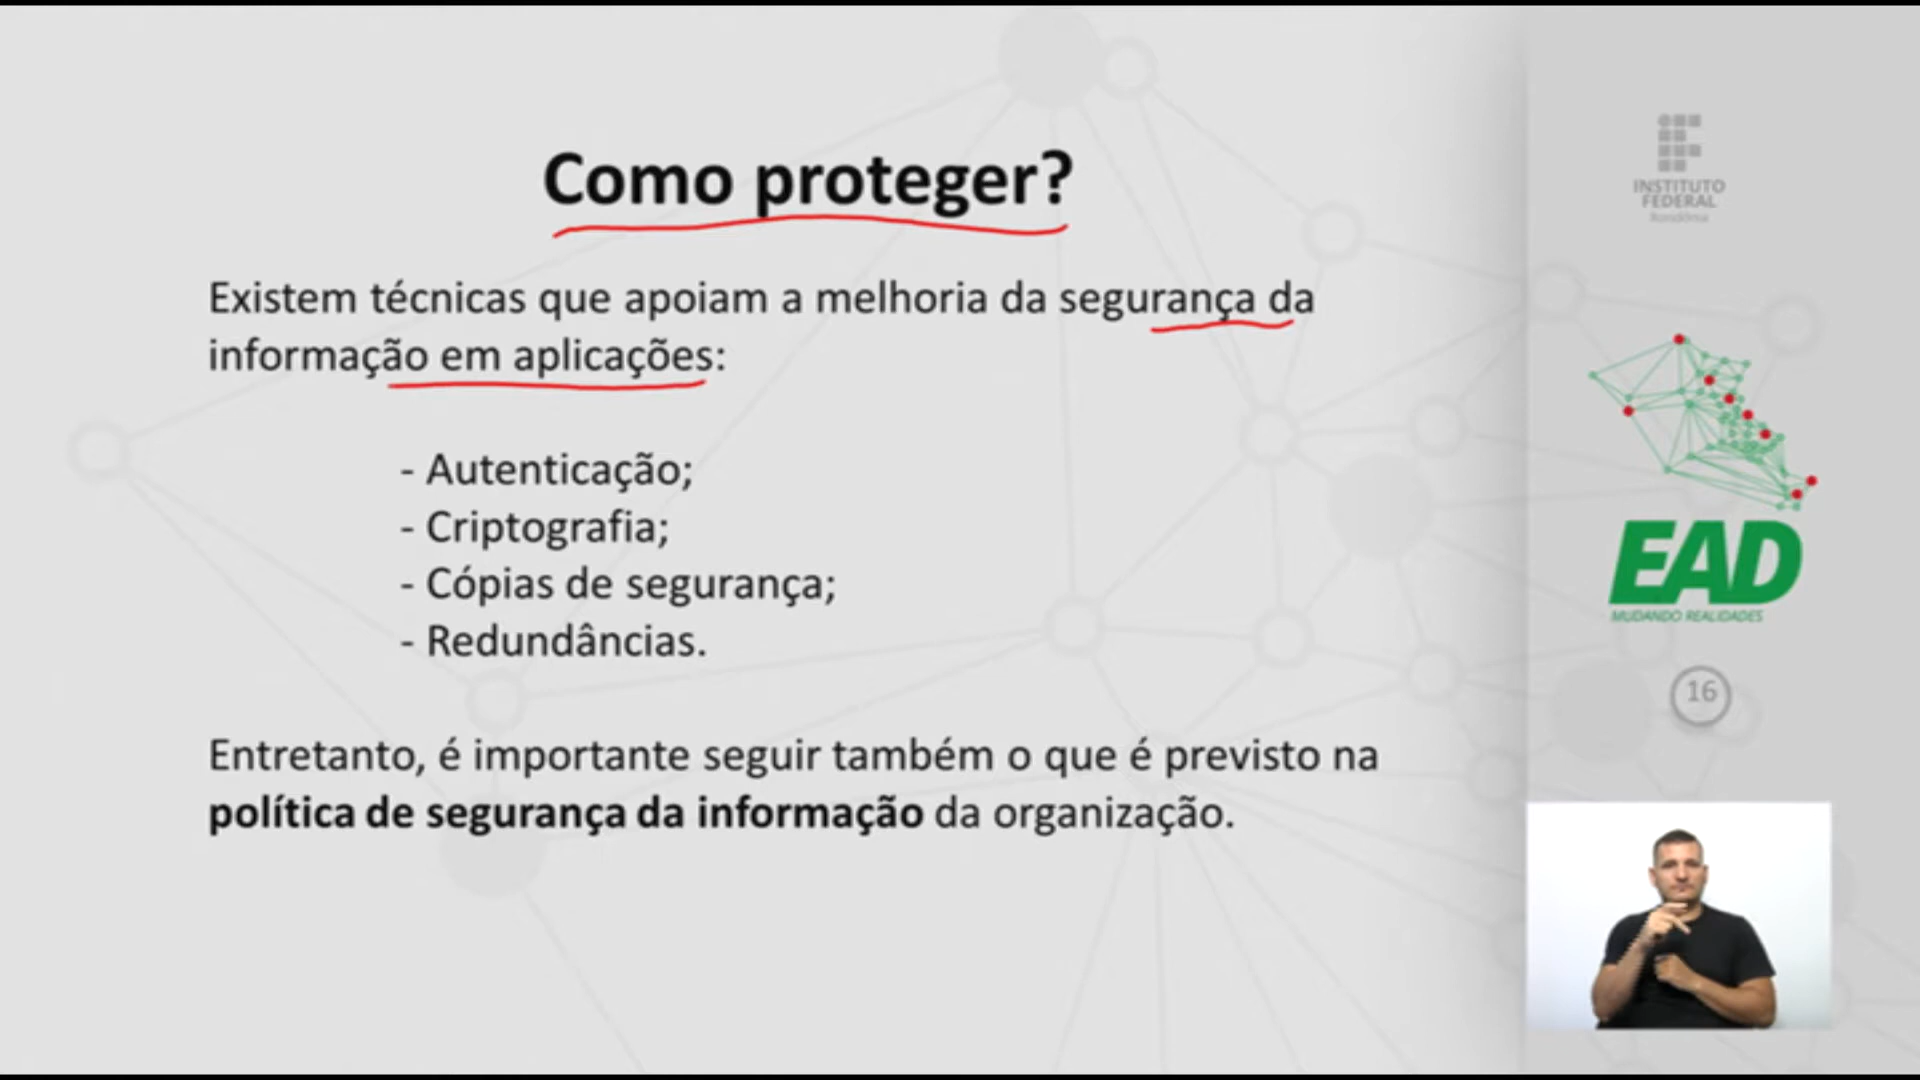 Como proteger?
Existem técnicas que apoiam a melhoria da segurança da
informação em aplicações:
- Autenticação;
- Criptografia;
- Cópias de segurança;
- Redundâncias.
Entretanto, é importante seguir também o que é previsto na
política de segurança da informação da organização.
INSTITUTO
FEDERAL
Rondônia
EAD
MUDANDO REALIDADES
16